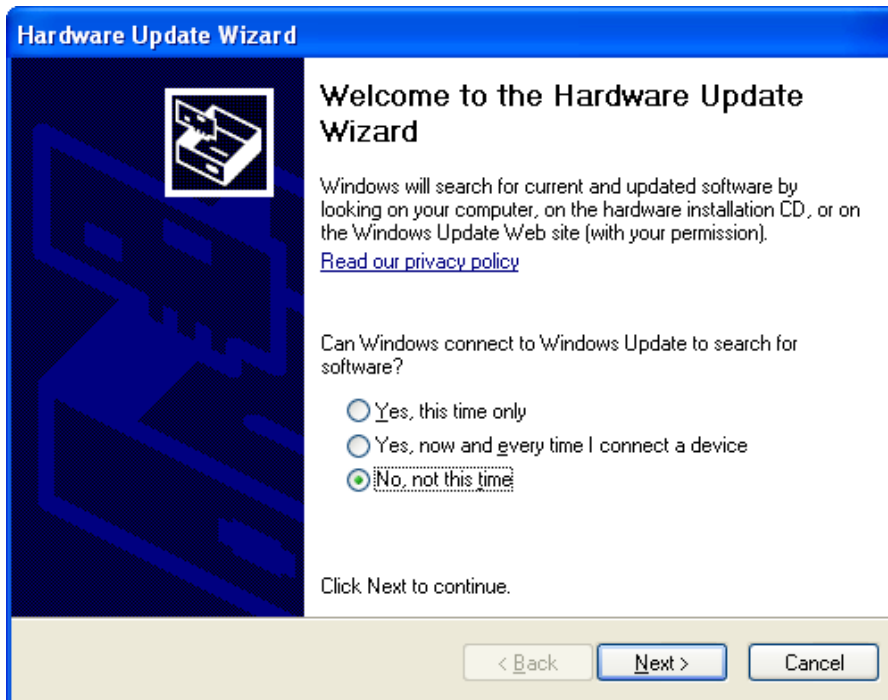 Hardware Update Wizard
Welcome to the Hardware Update
Wizard
Windows will search for current and updated software by
looking on your computer, on the hardware installation CD, or on
the Windows Update Web site (with your permission).
Read our privacy policy
Can Windows connect to Windows Update to search for
software?
Yes, this time only
Yes, now and every time I connect a device
No, not this time
Click Next to continue.
< Back
Next >
Cancel